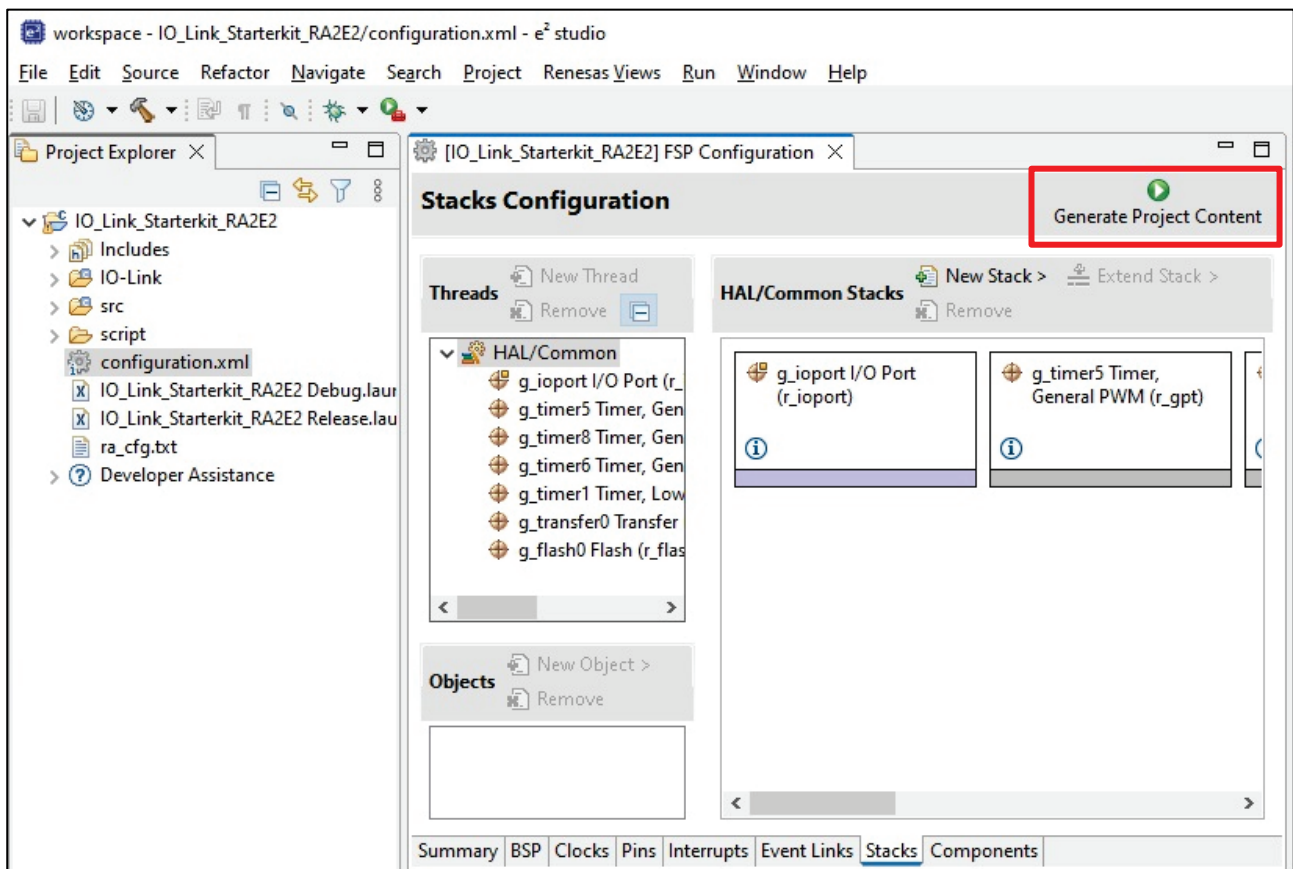 workspace - IO_Link_Starterkit_RA2E2/configuration.xml - e² studio
File Edit Source Refactor Navigate Search Project Renesas Views Run Window Help
Project Explorer
IO_Link_Starterkit_RA2E2
Includes
IO-Link
src
script
configuration.xml
IO_Link_Starterkit_RA2E2 Debug.laun
IO_Link_Starterkit_RA2E2 Release.lau
ra_cfg.txt
Developer Assistance
[IO_Link_Starterkit_RA2E2] FSP Configuration
Stacks Configuration
Generate Project Content
Threads
New Thread
Remove
HAL/Common
g_ioport I/O Port (r_
g_timer5 Timer, Gen
g_timer8 Timer, Gen
g_timer6 Timer, Gen
g_timer1 Timer, Low
g_transfer0 Transfer
g_flash0 Flash (r_flas
Objects
New Object >
Remove
HAL/Common Stacks
New Stack > Extend Stack >
Remove
g_ioport I/O Port
(r_ioport)
g_timer5 Timer,
General PWM (r_gpt)
Summary BSP Clocks Pins Interrupts Event Links Stacks Components